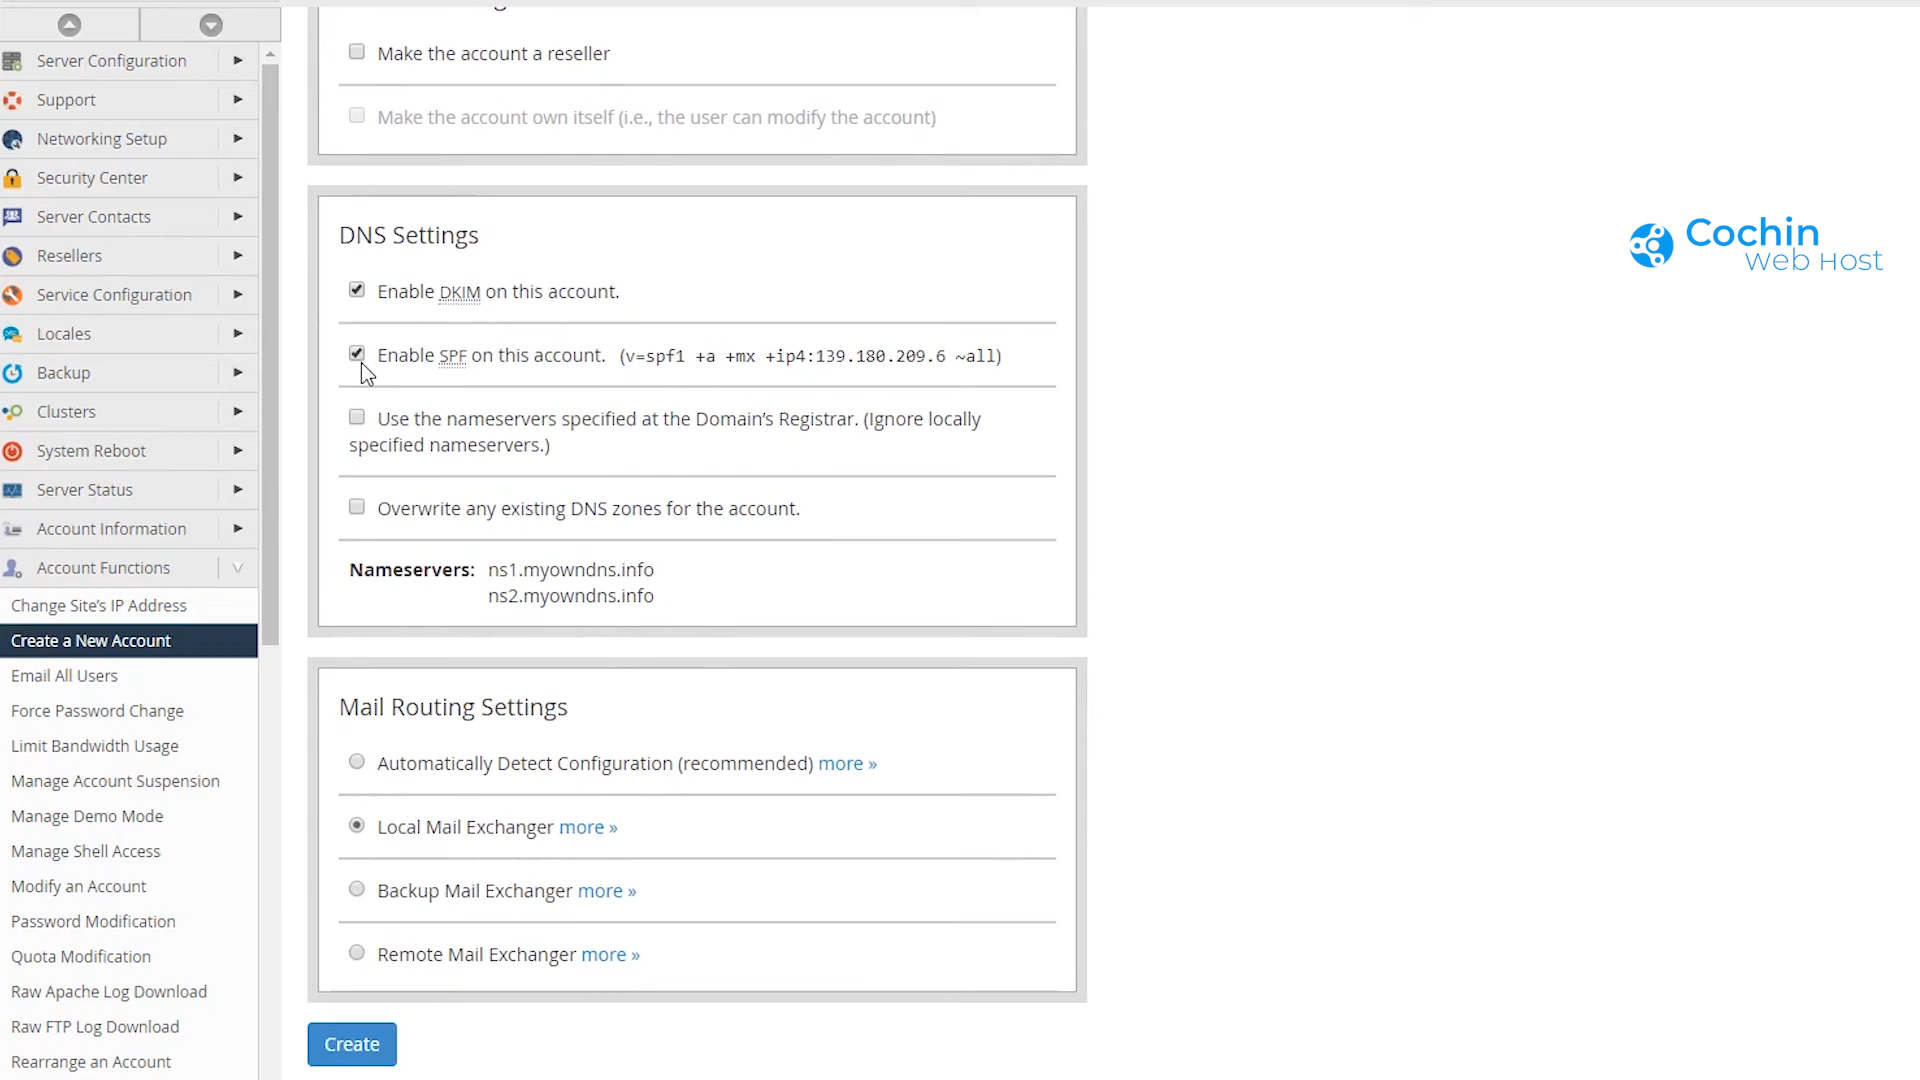 Server Configuration
Support
Networking Setup
Security Center
Server Contacts
Resellers
Service Configuration
Locales
Backup
Clusters
System Reboot
Server Status
Account Information
Account Functions
Change Site's IP Address
Create a New Account
Email All Users
Force Password Change
Limit Bandwidth Usage
Manage Account Suspension
Manage Demo Mode
Manage Shell Access
Modify an Account
Password Modification
Quota Modification
Raw Apache Log Download
Raw FTP Log Download
Rearrange an Account
Make the account a reseller
Make the account own itself (i.e., the user can modify the account)
DNS Settings
Enable DKIM on this account.
Enable SPF on this account. (v=spf1 +a +mx +ip4:139.180.209.6 ~all)
Use the nameservers specified at the Domain’s Registrar. (Ignore locally
specified nameservers.)
Overwrite any existing DNS zones for the account.
Nameservers: ns1.myowndns.info
ns2.myowndns.info
Mail Routing Settings
Automatically Detect Configuration (recommended) more »
Local Mail Exchanger more »
Backup Mail Exchanger more »
Remote Mail Exchanger more »
Create
Cochin
Web Host